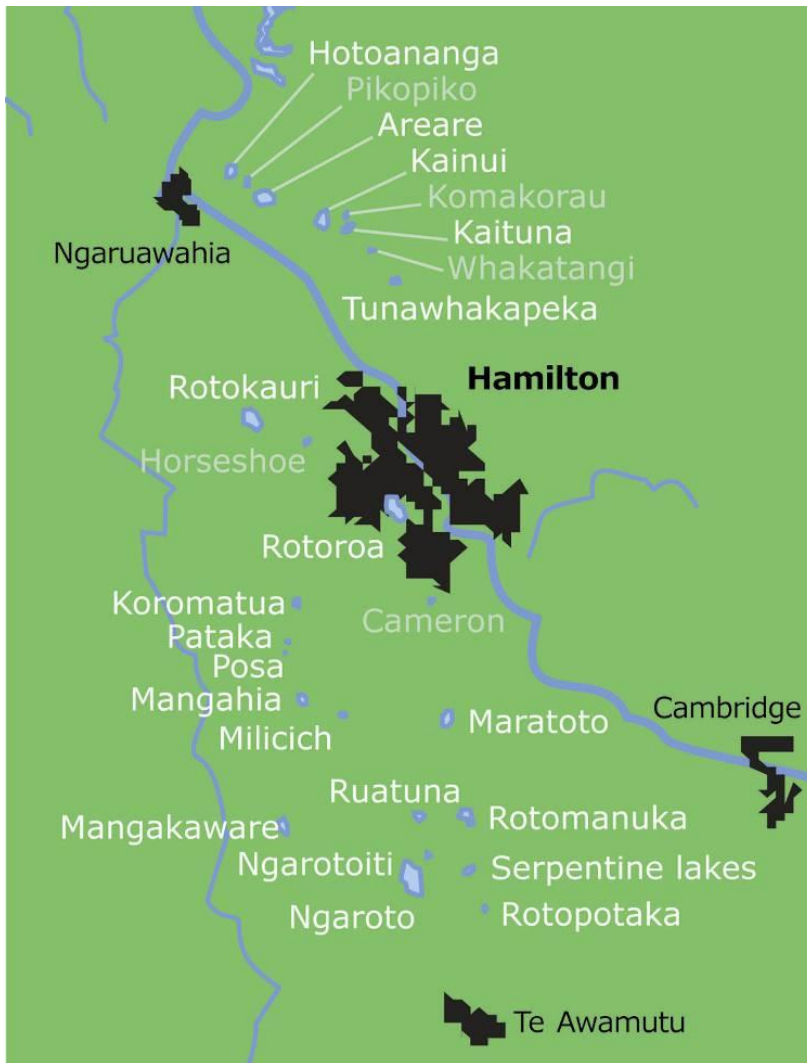 Hotoananga
Pikopiko
Areare
Kainui
Komakorau
Kaituna
Ngaruawahia
Whakatangi
Tunawhakapeka
Rotokauri
Hamilton
Horseshoe
Rotoroa
Koromatua
Cameron
Pataka
Posa
Mangahia
Cambridge
Milicich
Maratoto
Ruatuna
Mangakaware
Rotomanuka
Ngarotoiti
Serpentine lakes
Ngaroto
Rotopotaka
Te Awamutu